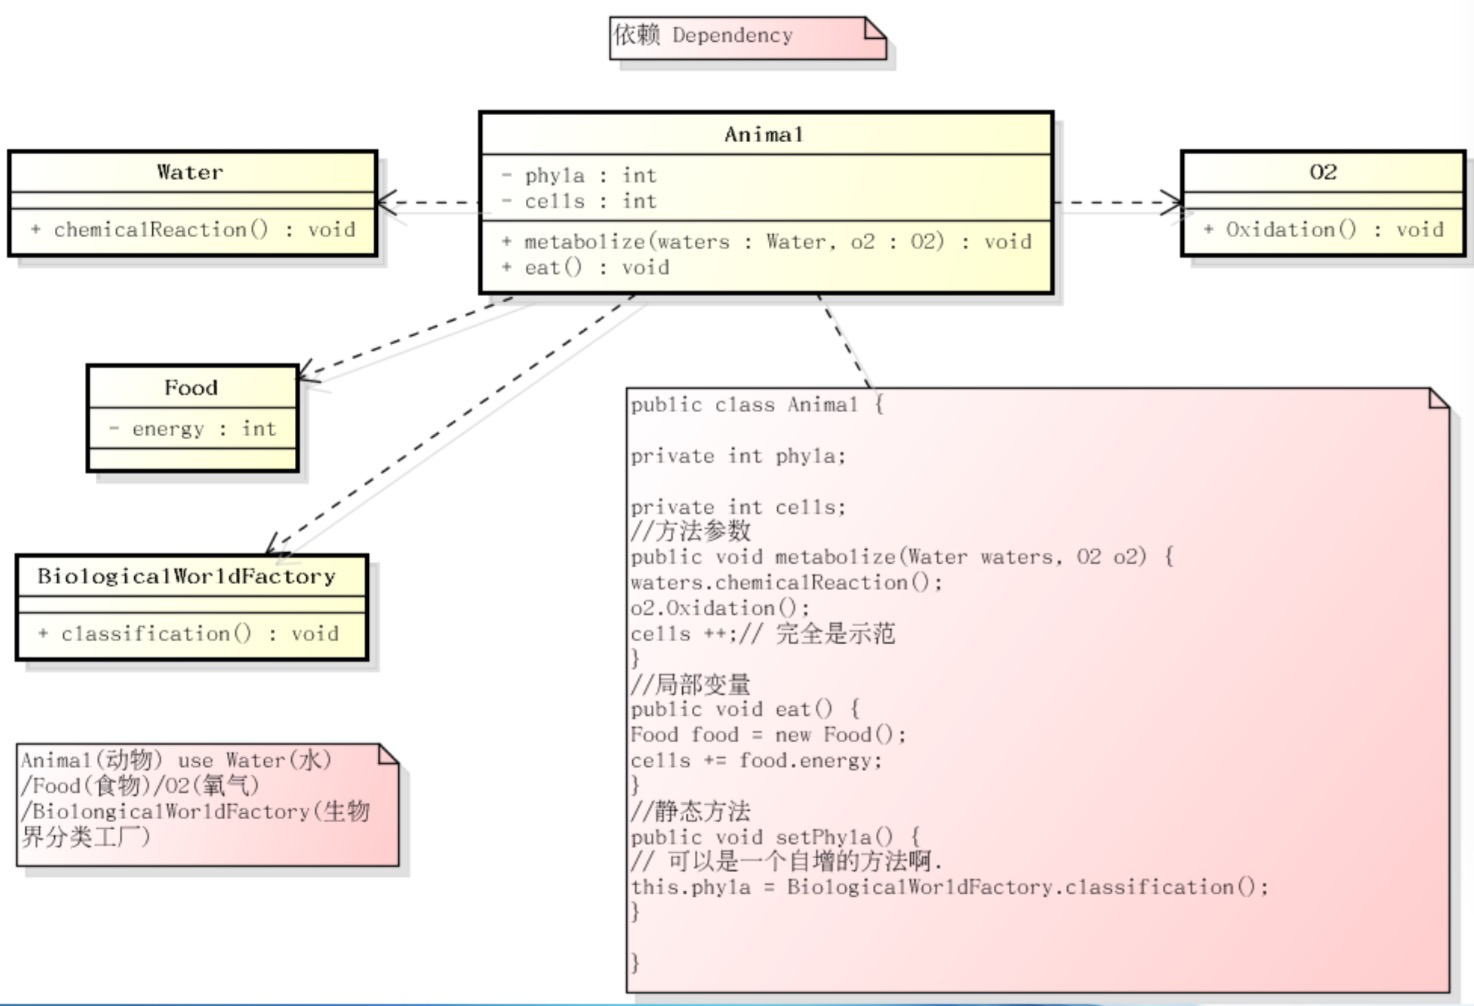 依赖 Dependency
Animal
- phyla : int
- cells : int
+ metabolize(waters : Water, o2 : O2) : void
+ eat() : void
Water
+ chemicalReaction() : void
O2
+ Oxidation() : void
Food
- energy : int
BiologicalWorldFactory
+ classification() : void
Animal(动物) use Water(水)
/Food(食物)/O2(氧气)
/BiolongicalWorldFactory(生物
界分类工厂)
public class Animal {
private int phyla;
private int cells;
//方法参数
public void metabolize(Water waters, O2 o2) {
waters.chemicalReaction();
o2.Oxidation();
cells ++;// 完全是示范
}
//局部变量
public void eat() {
Food food = new Food();
cells += food.energy;
}
//静态方法
public void setPhyla() {
// 可以是一个自增的方法啊.
this.phyla = BiologicalWorldFactory.classification();
}
}